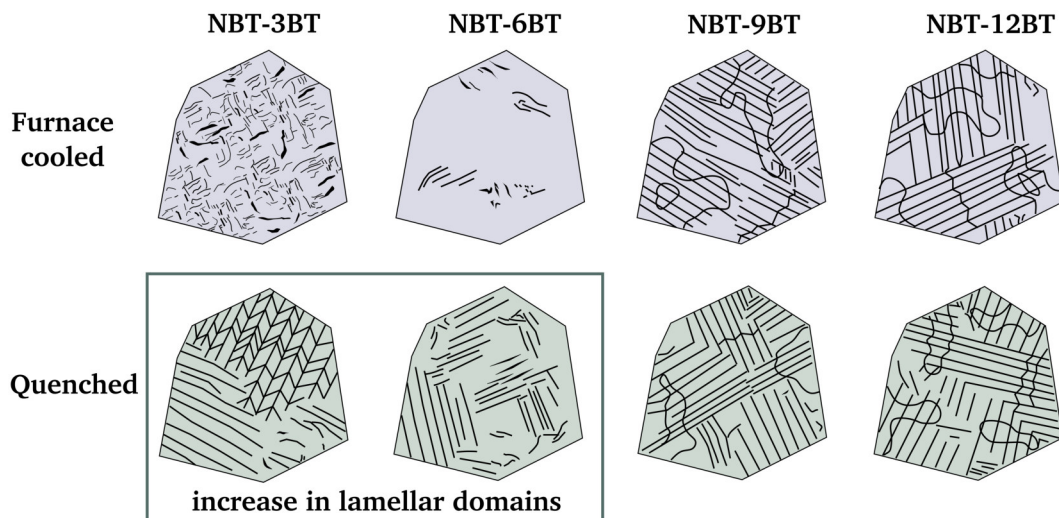 NBT-3BT NBT-6BT NBT-9BT NBT-12BT
Furnace
cooled
Quenched
increase in lamellar domains